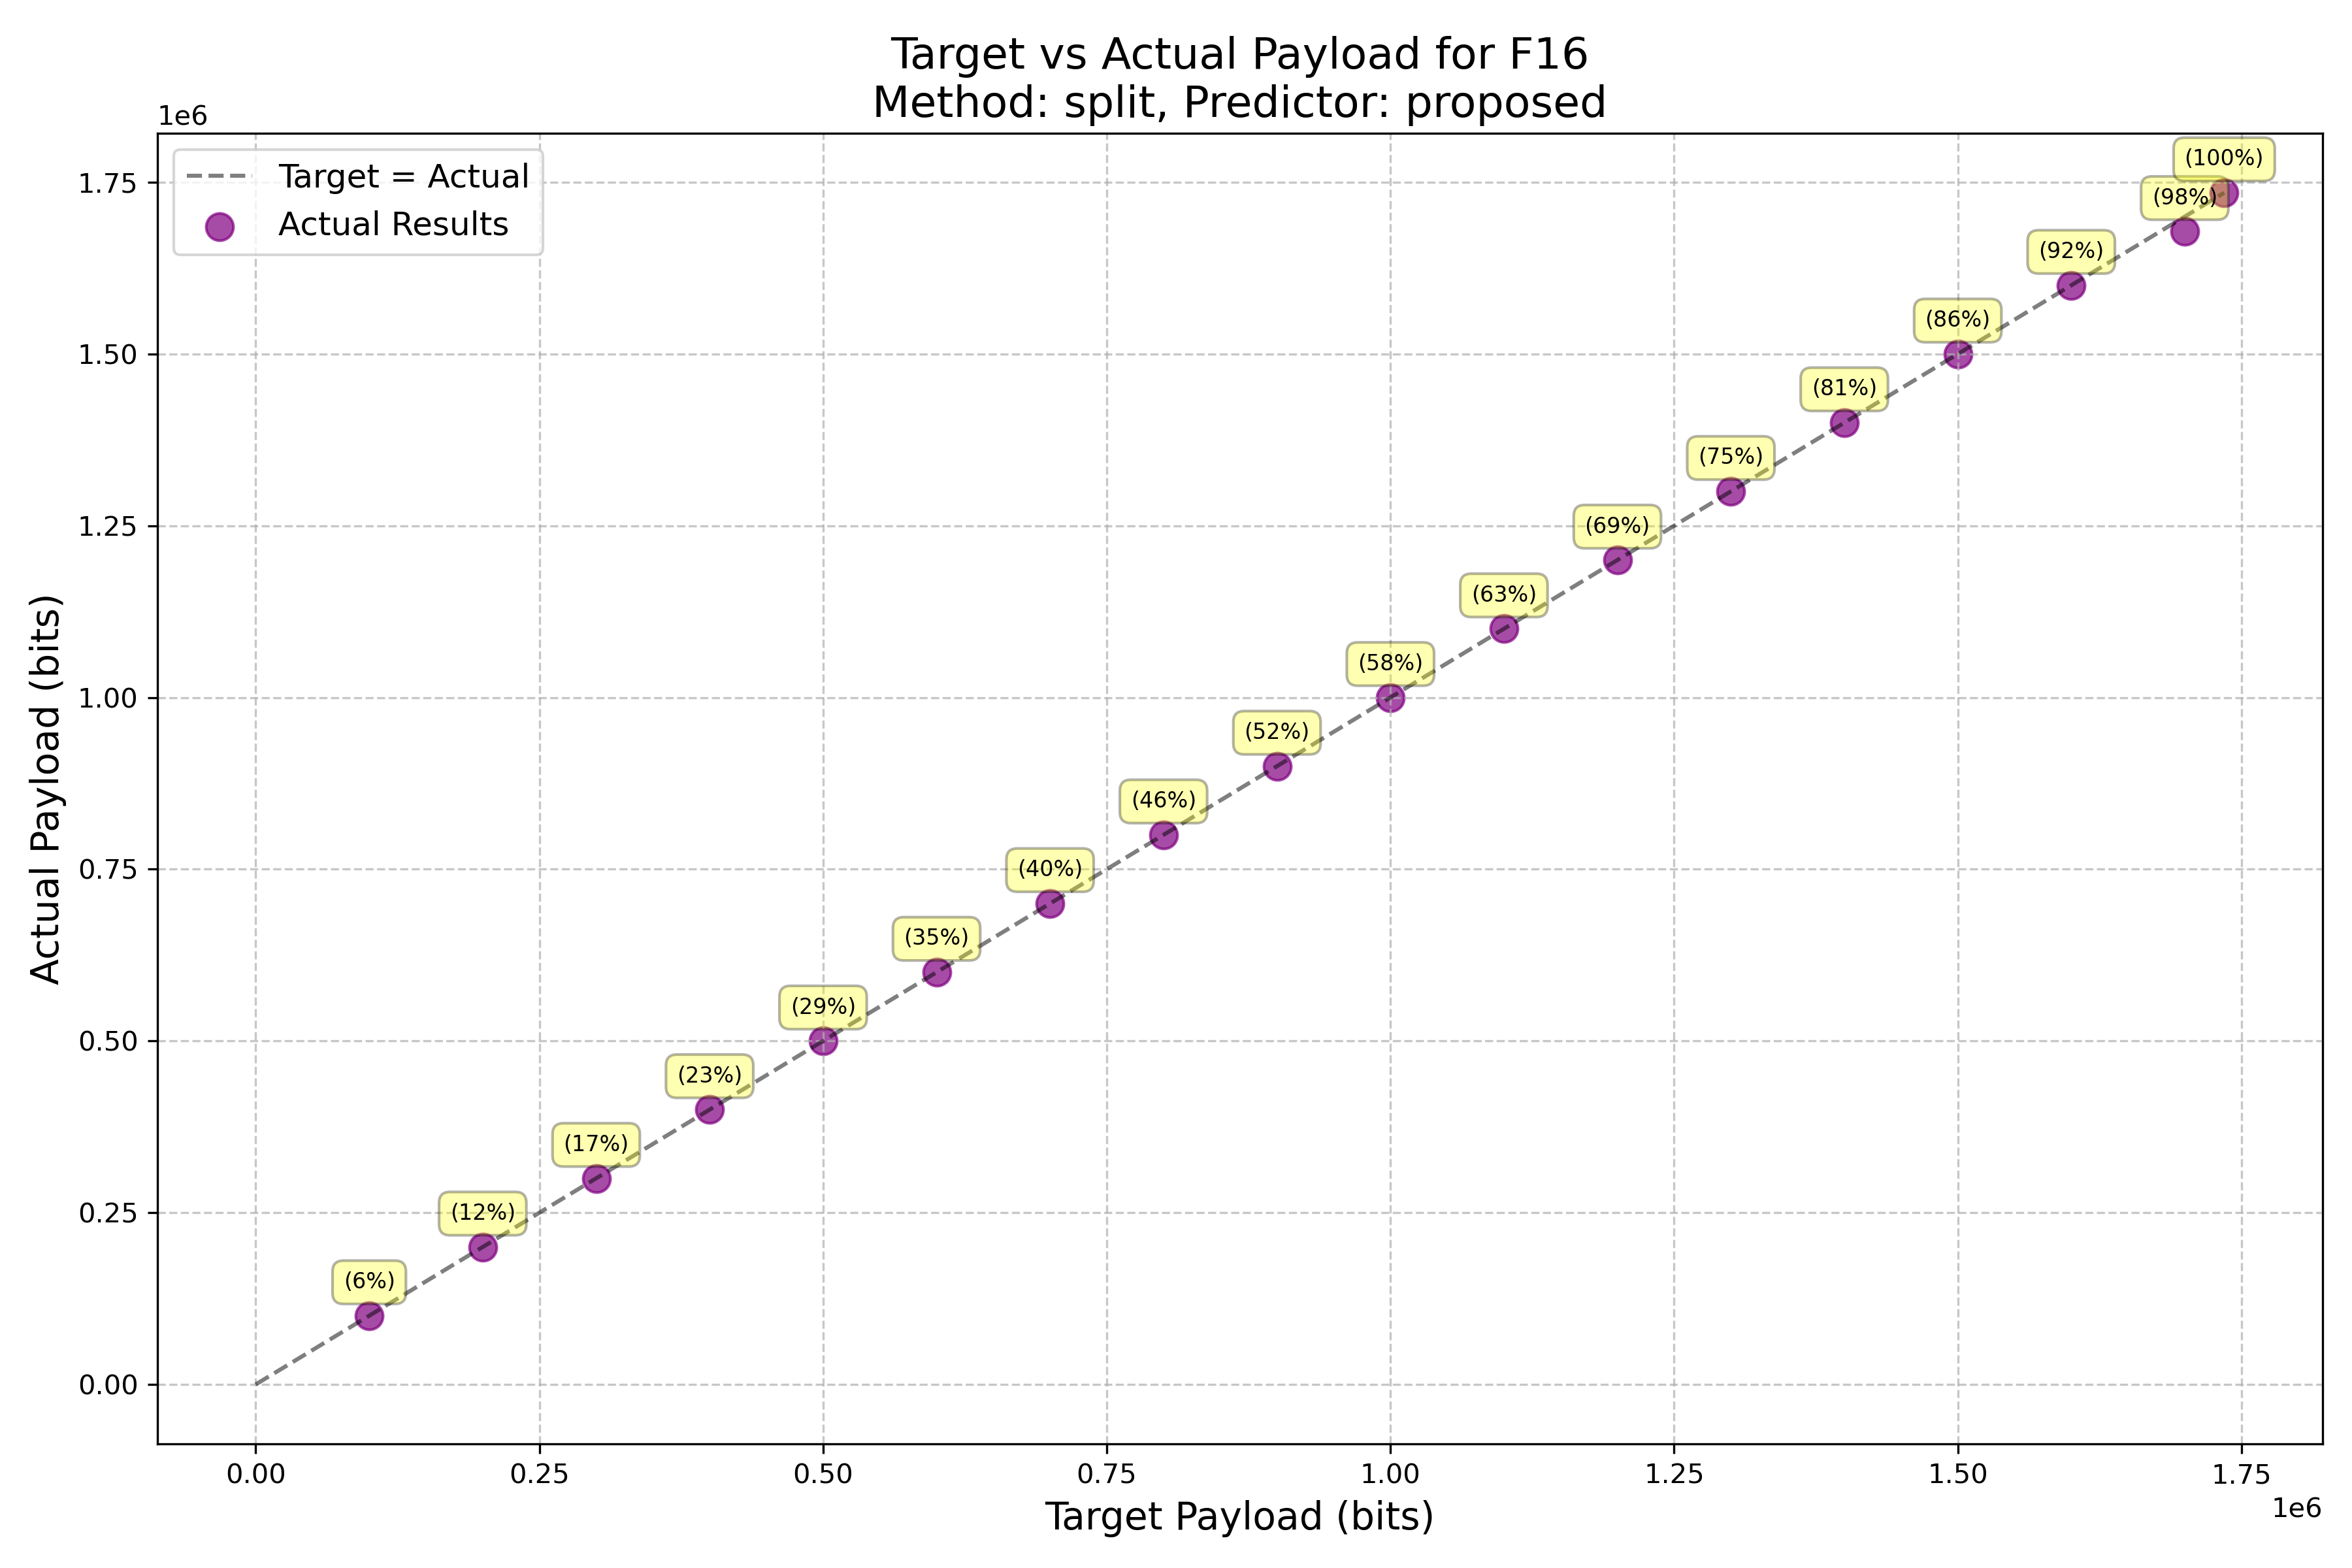 Target vs Actual Payload for F16
Method: split, Predictor: proposed
1e6
Target = Actual
Actual Results
(100%)
(98%)
(92%)
(86%)
(81%)
(75%)
(69%)
(63%)
(58%)
(52%)
(46%)
(40%)
(35%)
(29%)
(23%)
(17%)
(12%)
(6%)
1.75
1.50
1.25
1.00
0.75
0.50
0.25
0.00
Actual Payload (bits)
0.00 0.25 0.50 0.75 1.00 1.25 1.50 1.75
1e6
Target Payload (bits)